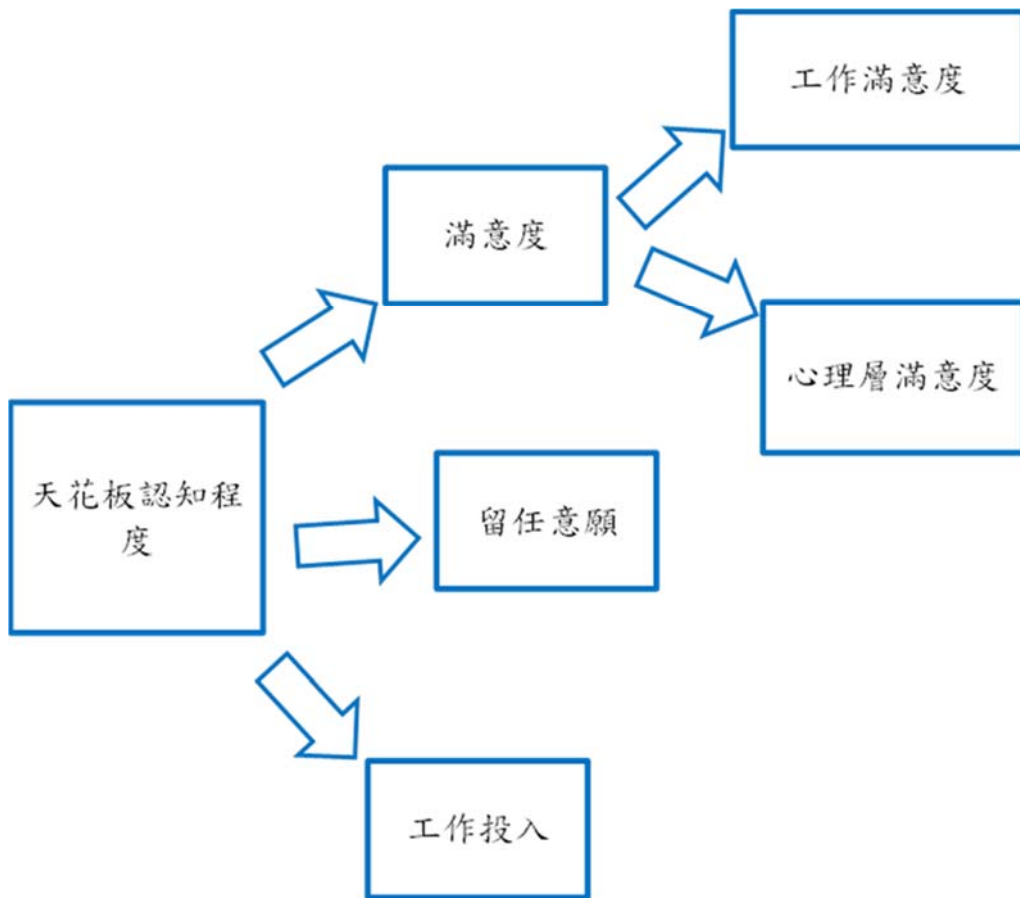 工作滿意度
滿意度
心理層滿意度
天花板認知程
度
留任意願
工作投入